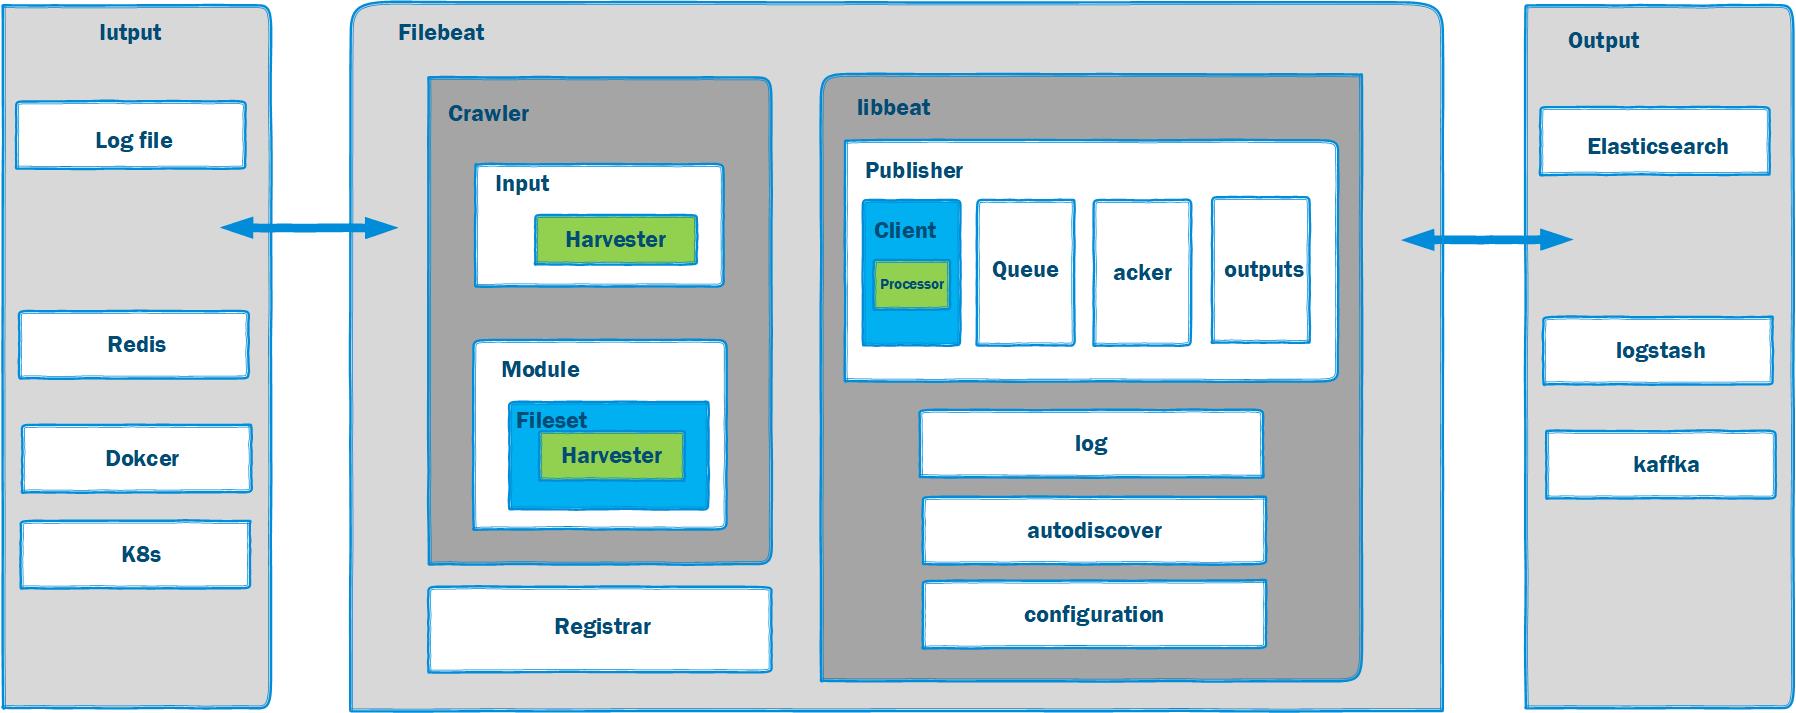 Iutput
Log file
Redis
Dokcer
K8s
Filebeat
Crawler
Input
Harvester
Module
Fileset
Harvester
Registrar
libbeat
Publisher
Client
Processor
Queue
acker
outputs
log
autodiscover
configuration
Output
Elasticsearch
logstash
kaffka